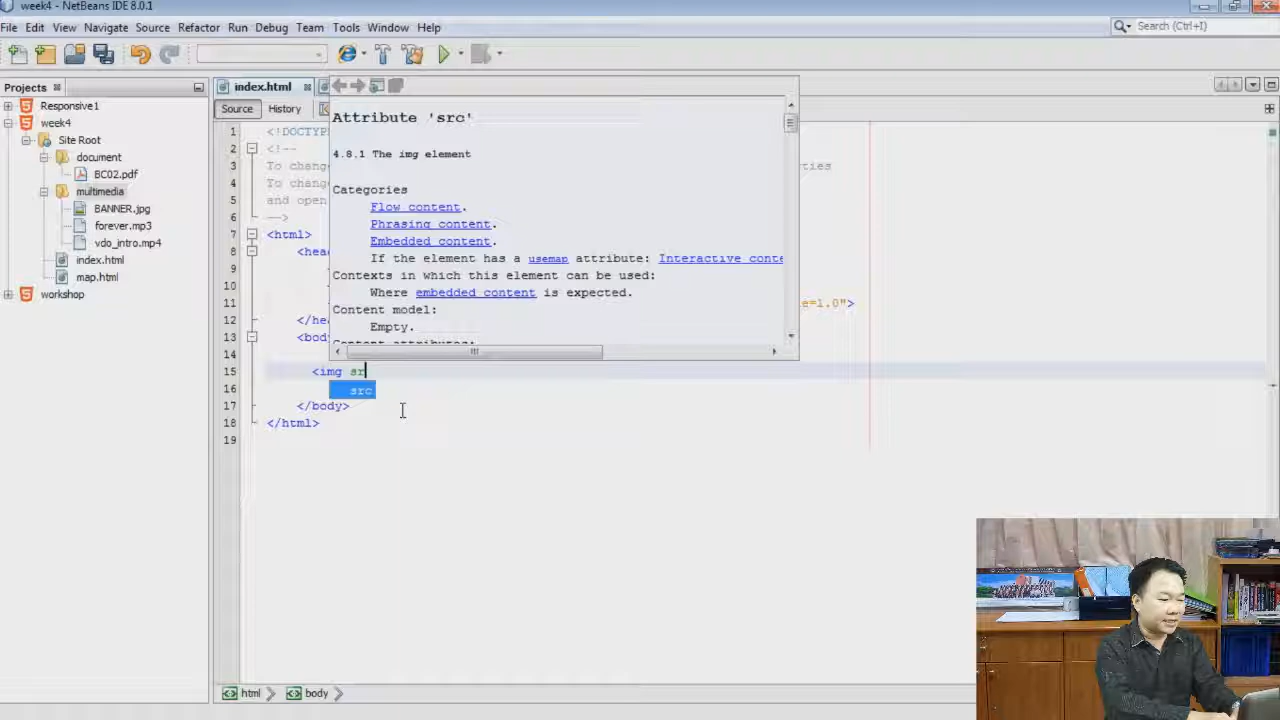 week4 - NetBeans IDE 8.0.1
File Edit View Navigate Source Refactor Run Debug Team Tools Window Help
Search (Ctrl+I)
Projects
Responsive1
week4
Site Root
document
BC02.pdf
multimedia
BANNER.jpg
forever.mp3
vdo_intro.mp4
index.html
map.html
workshop
index.html
Source History
Attribute 'src'
4.8.1 The img element
Categories
Flow content.
Phrasing content.
Embedded content.
If the element has a usemap attribute: Interactive conte
Contexts in which this element can be used:
Where embedded content is expected.
Content model:
Empty.
Content attributes:
1 <!DOCTYP
2 <!--
3 To chang perties
4 To chang
5 and open
6 -->
7 <html>
8 <head
9
10
11 e=1.0">
12 </hea
13 <body
14
15 <img sr
16 src
17 </body>
18 </html>
19
html body